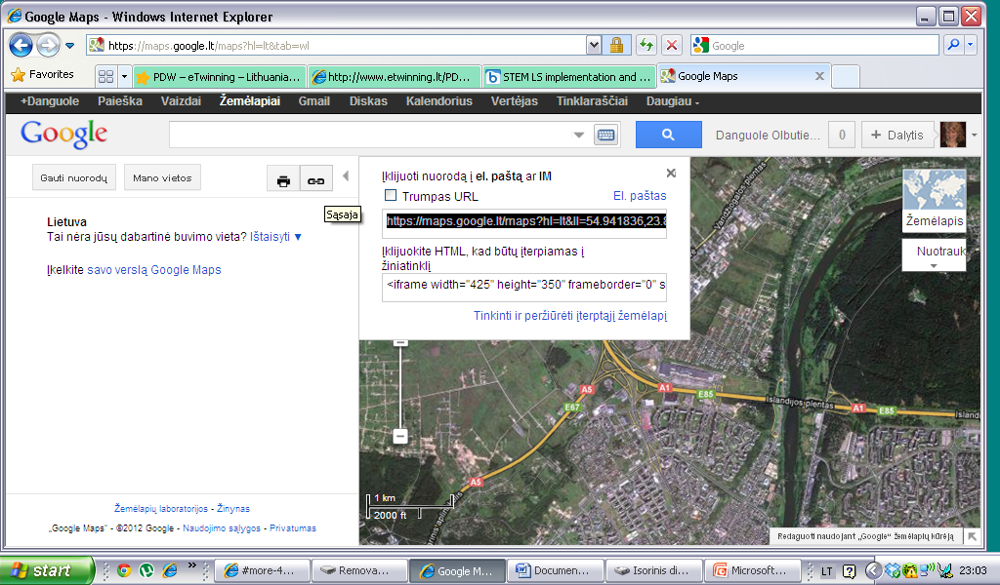 Google Maps - Windows Internet Explorer
https://maps.google.lt/maps?hl=lt&tab=wl
Google
Favorites
PDW – eTwinning – Lithuania...
http://www.etwinning.lt/PD...
STEM LS implementation and ...
Google Maps
+Danguole Paieška Vaizdai Žemėlapiai Gmail Diskas Kalendorius Vertėjas Tinklaraščiai Daugiau
Google
Danguole Olbutie...
0
+ Dalytis
Gauti nuorodų
Mano vietos
Sąsaja
Lietuva
Tai nėra jūsų dabartinė buvimo vieta? Ištaisyti ▼
Įkelkite savo verslą Google Maps
Įklijuoti nuorodą į el. paštą ar IM
Trumpas URL
El. paštas
https://maps.google.lt/maps?hl=lt&ll=54.941836,23.8
Įklijuokite HTML, kad būtų įterpiamas į
žiniatinklį
<iframe width="425" height="350" frameborder="0" s
Tinkinti ir peržiūrėti įterptąjį žemėlapį
Žemėlapis
Nuotrauk
A5
E67
A1
E85
Islandijos plentas
A1
E85
Island
A5
1 km
2000 ft
Redaguoti naudojant „Google“ žemėlapių kūrėją
Žemėlapių laboratorijos - Žinynas
„Google Maps“ - ©2012 Google - Naudojimo sąlygos - Privatumas
start
#more-4...
Remova...
Google M...
Documen...
Isorinis di...
Microsoft...
LT
23:03